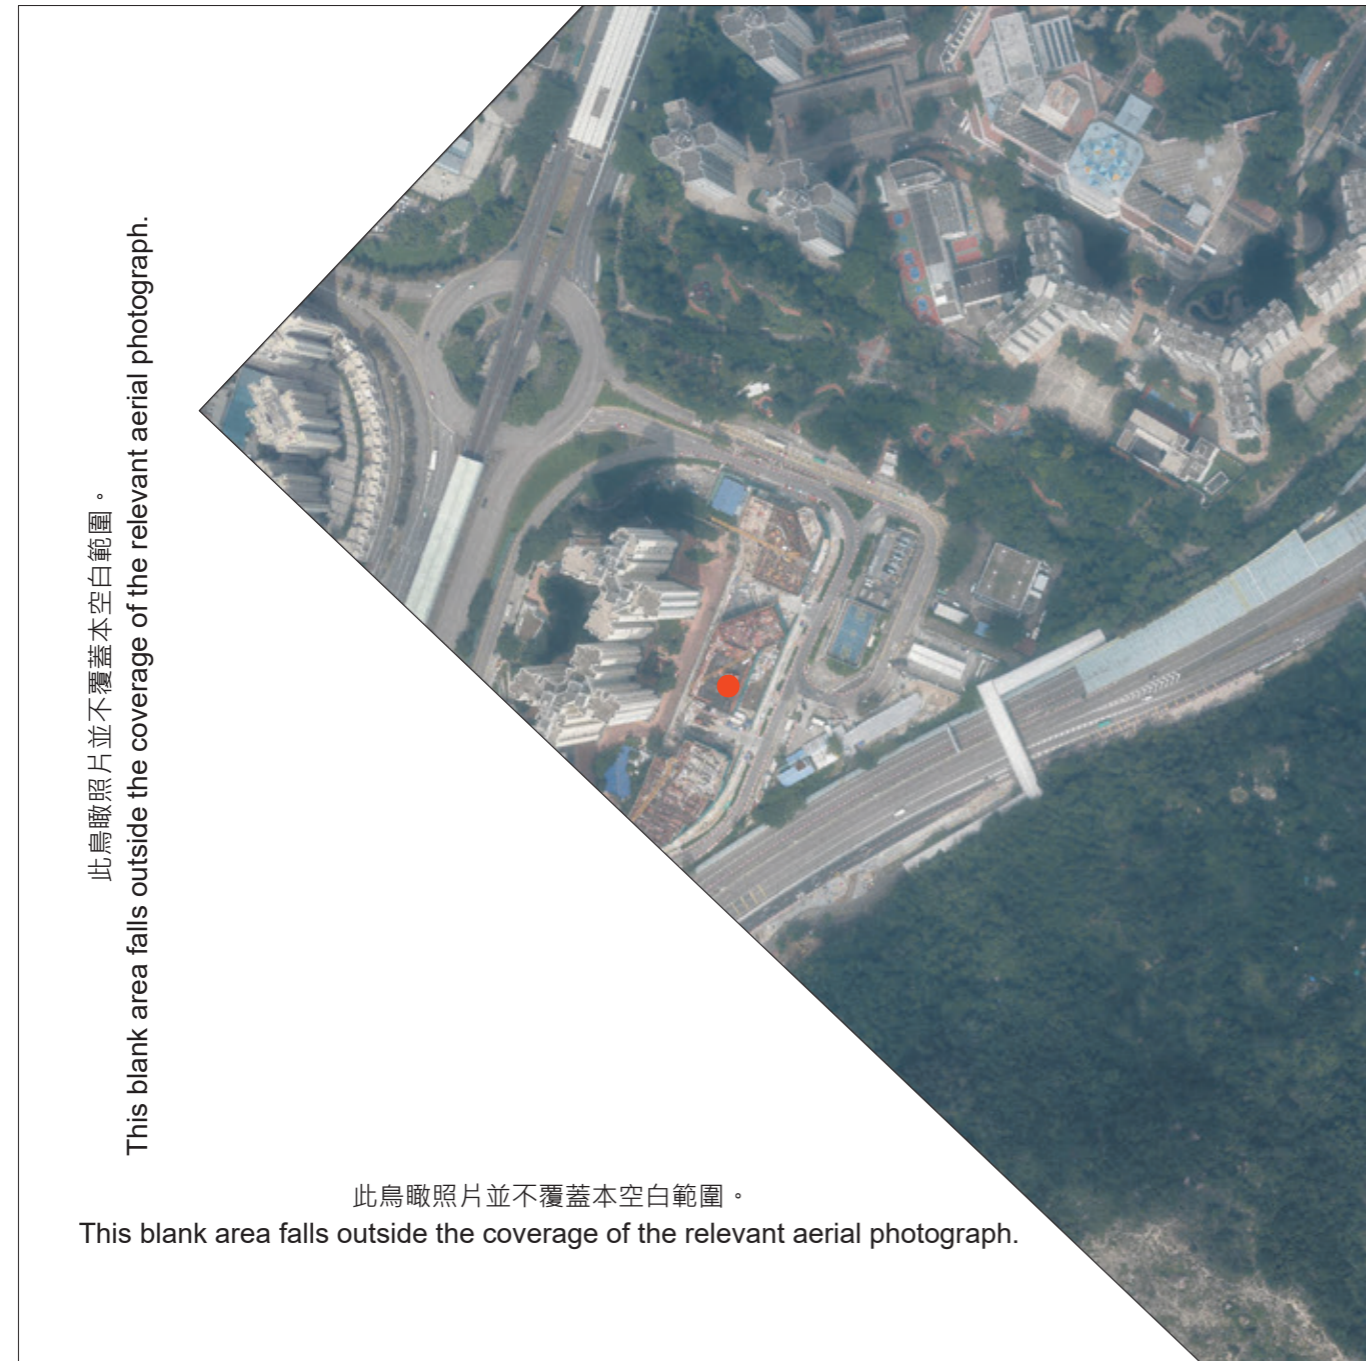 此鳥瞰照片並不覆蓋本空白範圍。
This blank area falls outside the coverage of the relevant aerial photograph.
此鳥瞰照片並不覆蓋本空白範圍。
This blank area falls outside the coverage of the relevant aerial photograph.